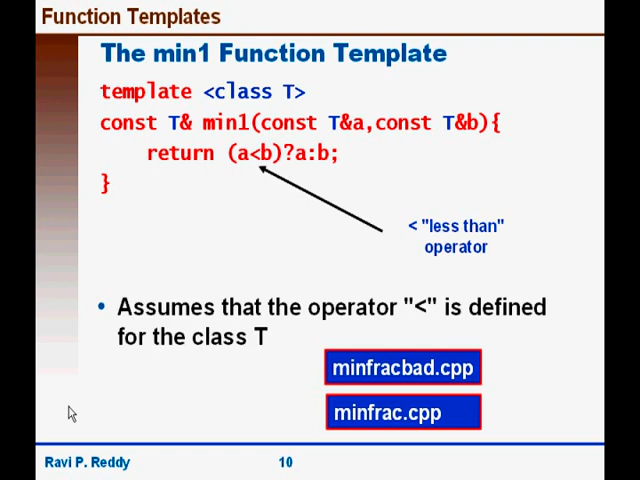 Function Templates
The min1 Function Template
template <class T>
const T& min1(const T&a,const T&b){
return (a<b)?a:b;
}
< "less than"
operator
• Assumes that the operator "<" is defined
for the class T
minfracbad.cpp
minfrac.cpp
Ravi P. Reddy 10